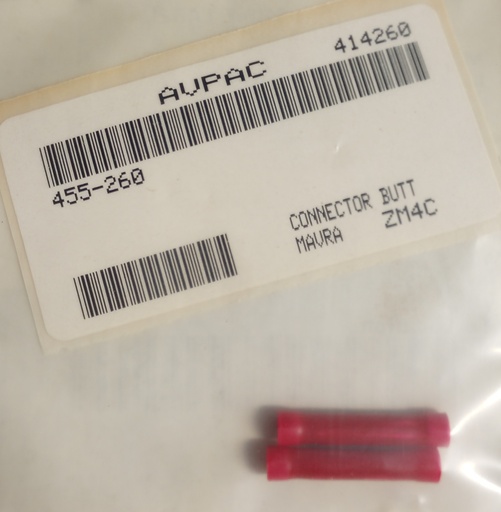 AVPAC 414260
455-260
CONNECTOR BUTT
MAVRA ZM4C